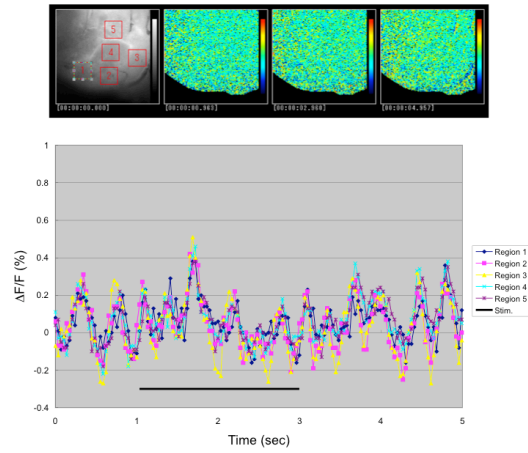 5
4
3
2
[00:00:00.000]
[00:00:00.963]
[00:00:02.960]
[00:00:04.957]
1
0.8
0.6
0.4
0.2
0
-0.2
-0.4
ΔF/F (%)
0 1 2 3 4 5
Time (sec)
Region 1
Region 2
Region 3
Region 4
Region 5
Stim.